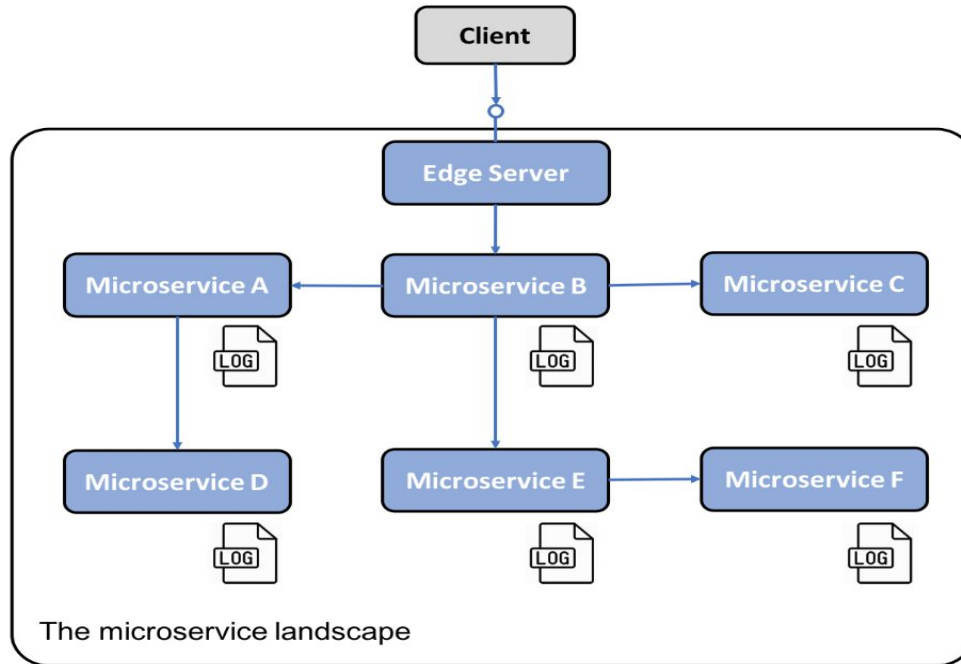 Client
Edge Server
Microservice A
Microservice B
Microservice C
LOG
LOG
LOG
Microservice D
Microservice E
Microservice F
LOG
LOG
LOG
The microservice landscape